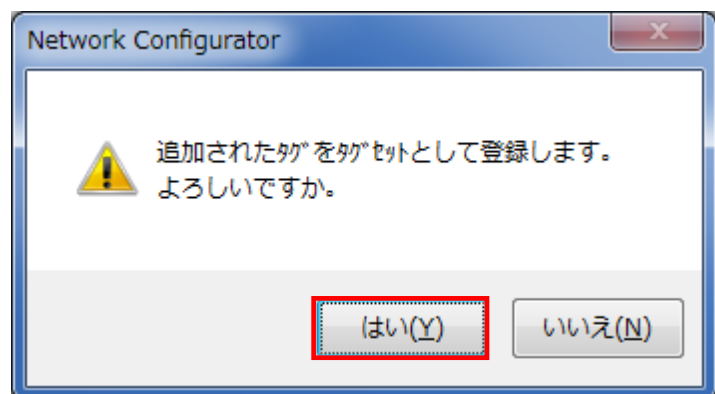 Network Configurator
追加されたﾀｸﾞをﾀｸﾞｾｯﾄとして登録します。
よろしいですか。
はい(Y)
いいえ(N)